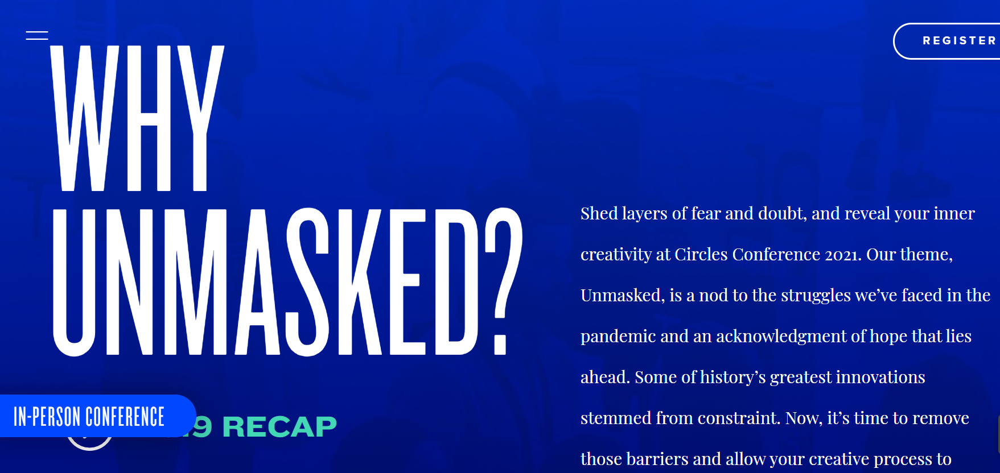 REGISTER
WHY
UNMASKED?
Shed layers of fear and doubt, and reveal your inner
creativity at Circles Conference 2021. Our theme,
Unmasked, is a nod to the struggles we’ve faced in the
pandemic and an acknowledgment of hope that lies
ahead. Some of history’s greatest innovations
stemmed from constraint. Now, it’s time to remove
those barriers and allow your creative process to
IN-PERSON CONFERENCE
9 RECAP